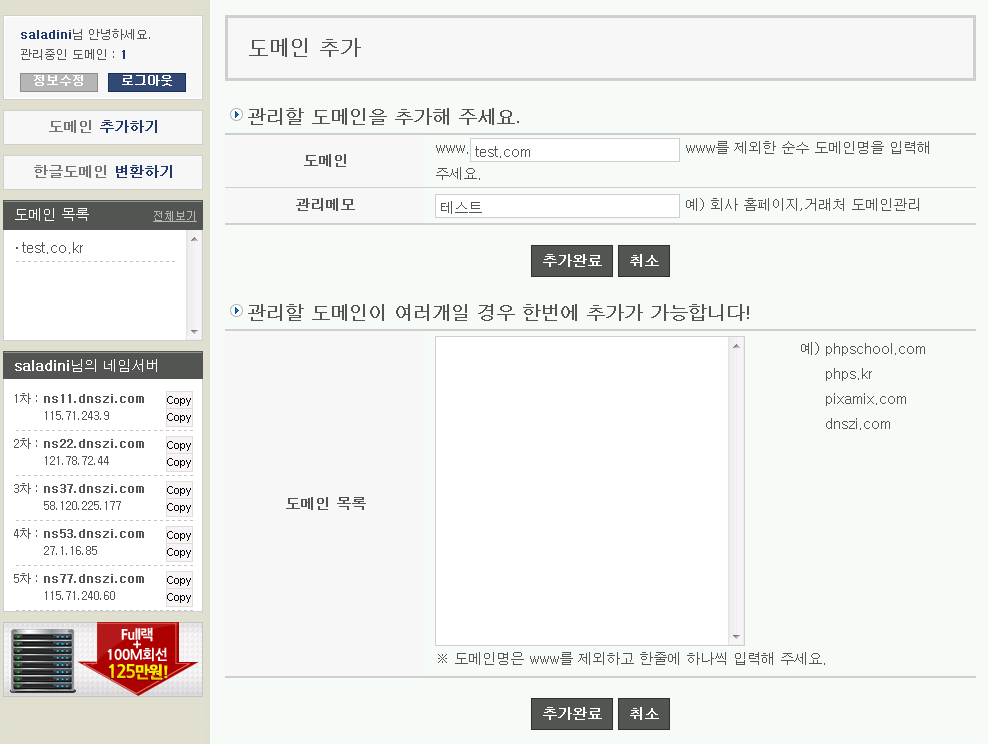 saladini님 안녕하세요.
관리중인 도메인 : 1
정보수정 로그아웃
도메인 추가하기
한글도메인 변환하기
도메인 목록 전체보기
·test.co.kr
saladini님의 네임서버
1차 : ns11.dnszi.com Copy
115.71.243.9 Copy
2차 : ns22.dnszi.com Copy
121.78.72.44 Copy
3차 : ns37.dnszi.com Copy
58.120.225.177 Copy
4차 : ns53.dnszi.com Copy
27.1.16.85 Copy
5차 : ns77.dnszi.com Copy
115.71.240.60 Copy
Full랙
+
100M회선
125만원!
도메인 추가
관리할 도메인을 추가해 주세요.
도메인 www. test.com www를 제외한 순수 도메인명을 입력해
주세요.
관리메모 테스트 예) 회사 홈페이지,거래처 도메인관리
추가완료 취소
관리할 도메인이 여러개일 경우 한번에 추가가 가능합니다!
도메인 목록
예) phpschool.com
phps.kr
pixamix.com
dnszi.com
※ 도메인명은 www를 제외하고 한줄에 하나씩 입력해 주세요.
추가완료 취소